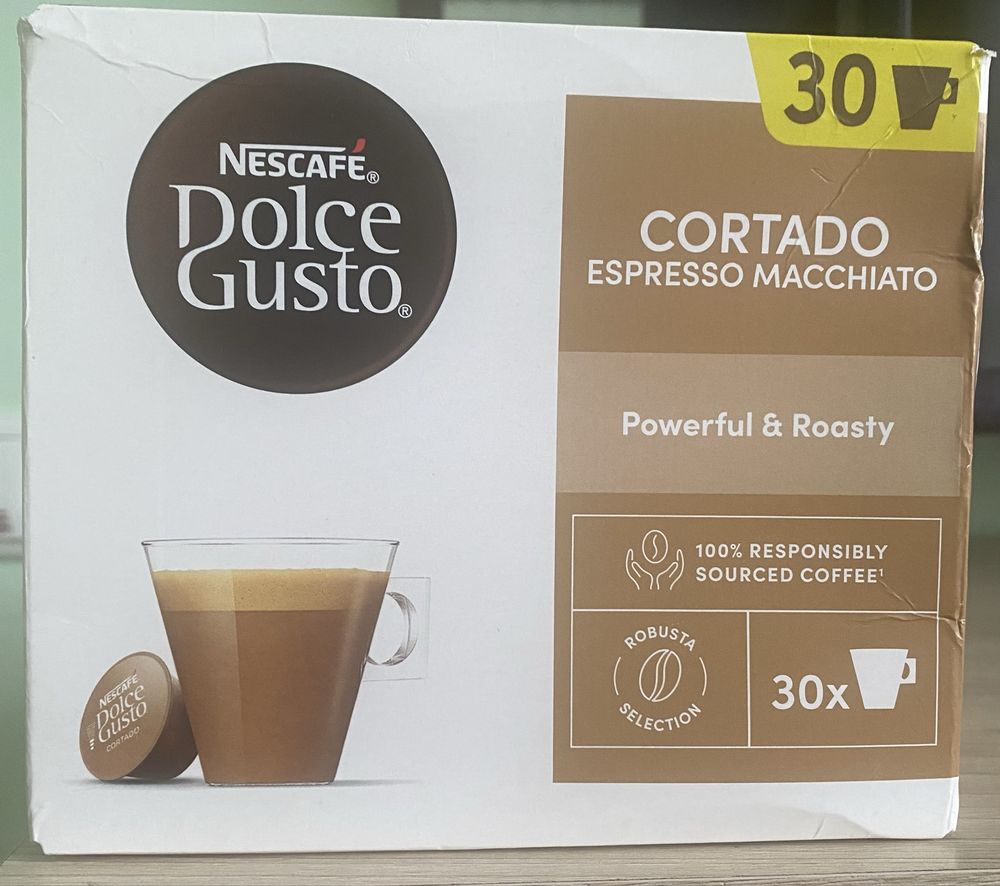 NESCAFÉ®
Dolce
Gusto®
30
CORTADO
ESPRESSO MACCHIATO
Powerful & Roasty
100% RESPONSIBLY
SOURCED COFFEE¹
ROBUSTA
SELECTION
30x
NESCAFÉ
Dolce
Gusto
CORTADO